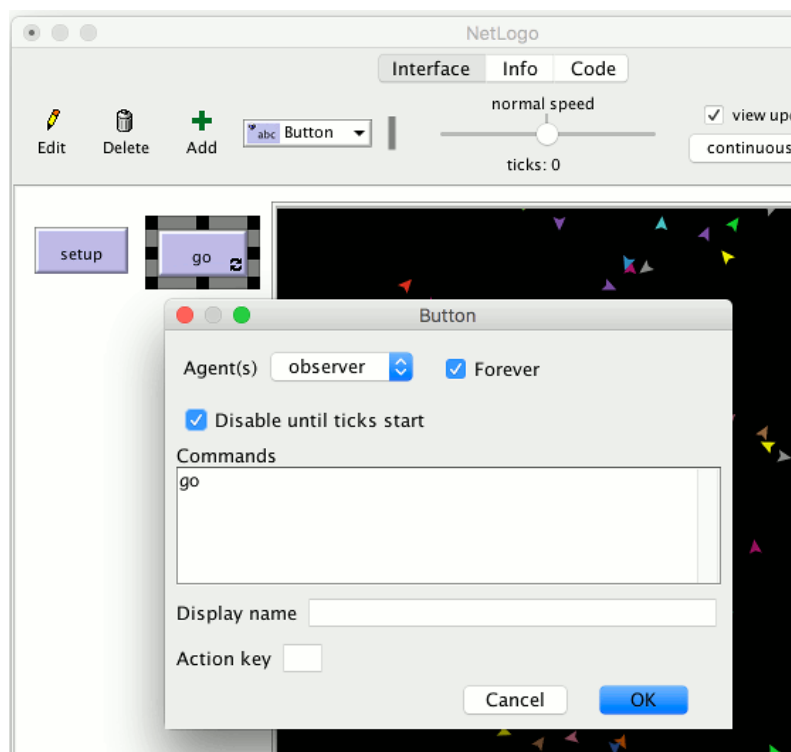 NetLogo
Interface Info Code
normal speed
Edit Delete Add abc Button
ticks: 0
view
continuous
setup
go
Button
Agent(s) observer Forever
Disable until ticks start
Commands
go
Display name
Action key
Cancel OK